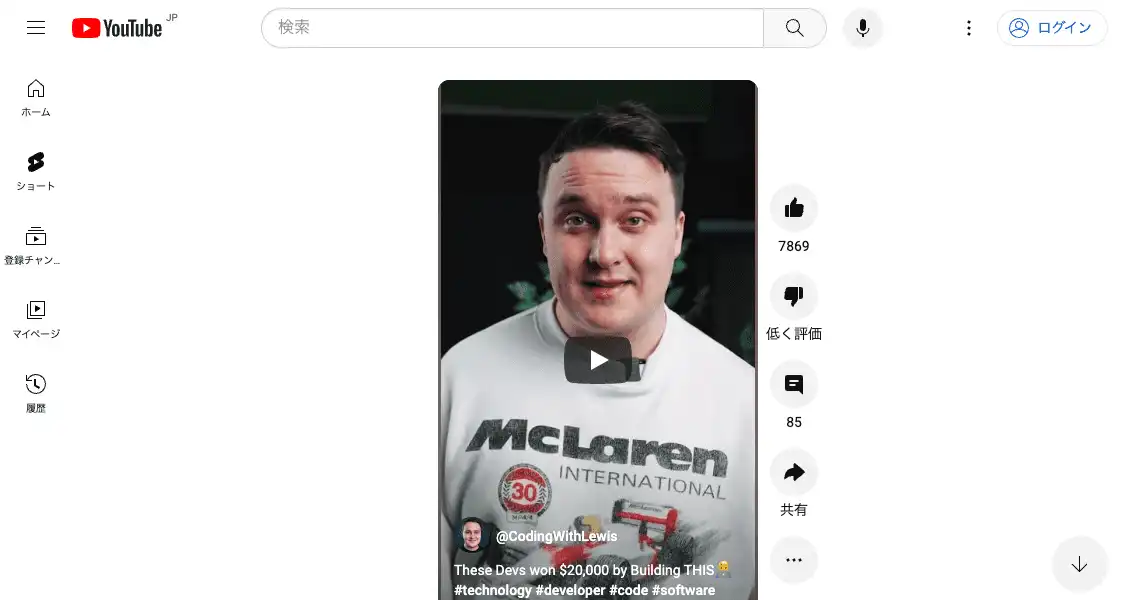 YouTube JP
検索
ログイン
ホーム
ショート
登録チャン...
マイページ
履歴
7869
低く評価
85
共有
McLaren
INTERNATIONAL
30
@CodingWithLewis
These Devs won $20,000 by Building THIS
#technology #developer #code #software